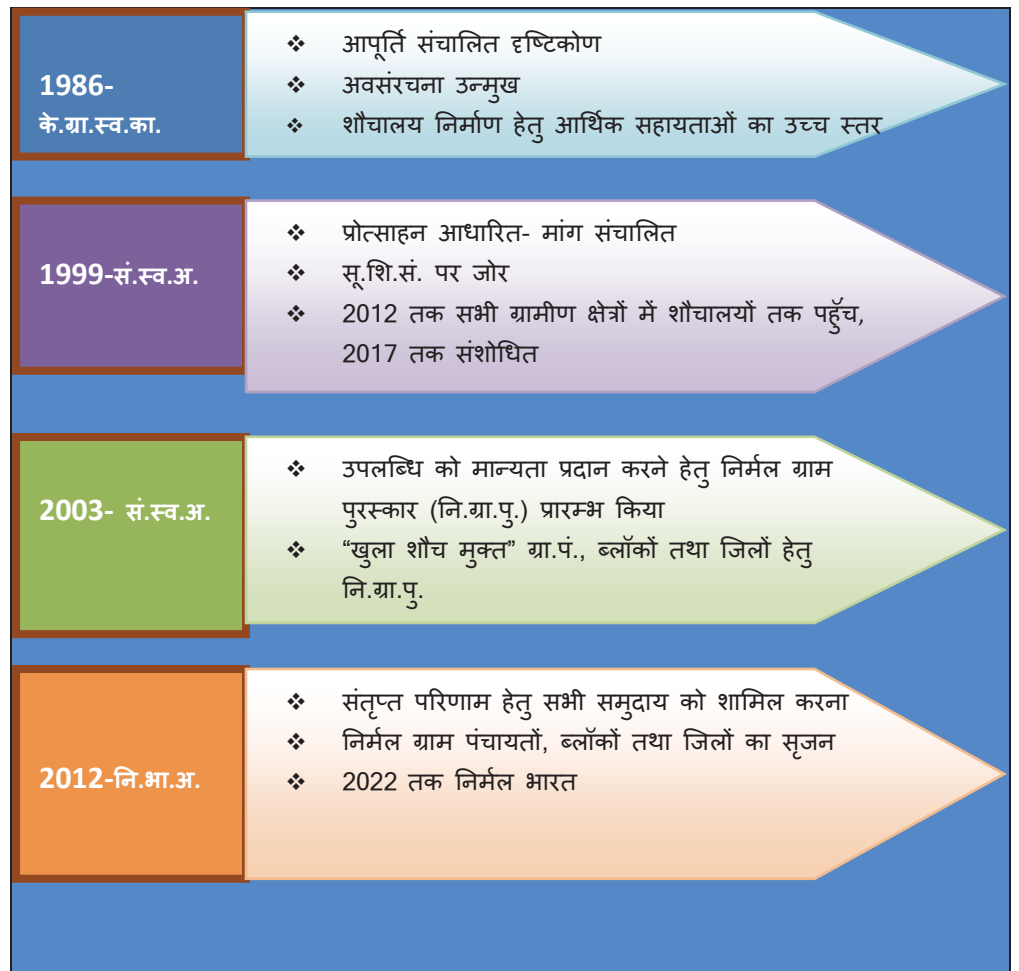 1986-
के.ग्रा.स्व.का.
❖ आपूर्ति संचालित दृष्टिकोण
❖ अवसंरचना उन्मुख
❖ शौचालय निर्माण हेतु आर्थिक सहायताओं का उच्च स्तर
1999-सं.स्व.अ.
❖ प्रोत्साहन आधारित- मांग संचालित
❖ सू.शि.सं. पर जोर
❖ 2012 तक सभी ग्रामीण क्षेत्रों में शौचालयों तक पहुँच,
2017 तक संशोधित
2003- सं.स्व.अ.
❖ उपलब्धि को मान्यता प्रदान करने हेतु निर्मल ग्राम
पुरस्कार (नि.ग्रा.पु.) प्रारम्भ किया
❖ “खुला शौच मुक्त” ग्रा.पं., ब्लॉकों तथा जिलों हेतु
नि.ग्रा.पु.
2012-नि.भा.अ.
❖ संतृप्त परिणाम हेतु सभी समुदाय को शामिल करना
❖ निर्मल ग्राम पंचायतों, ब्लॉकों तथा जिलों का सृजन
❖ 2022 तक निर्मल भारत